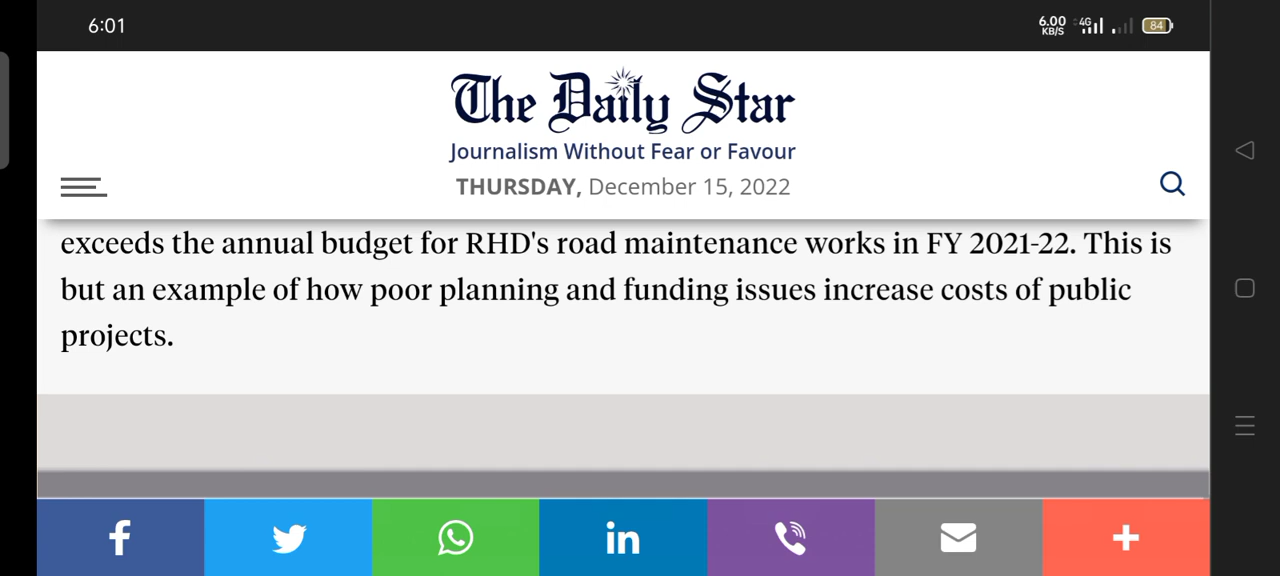 6:01
6.00 KB/S 4G 84
The Daily Star
Journalism Without Fear or Favour
THURSDAY, December 15, 2022
exceeds the annual budget for RHD's road maintenance works in FY 2021-22. This is
but an example of how poor planning and funding issues increase costs of public
projects.